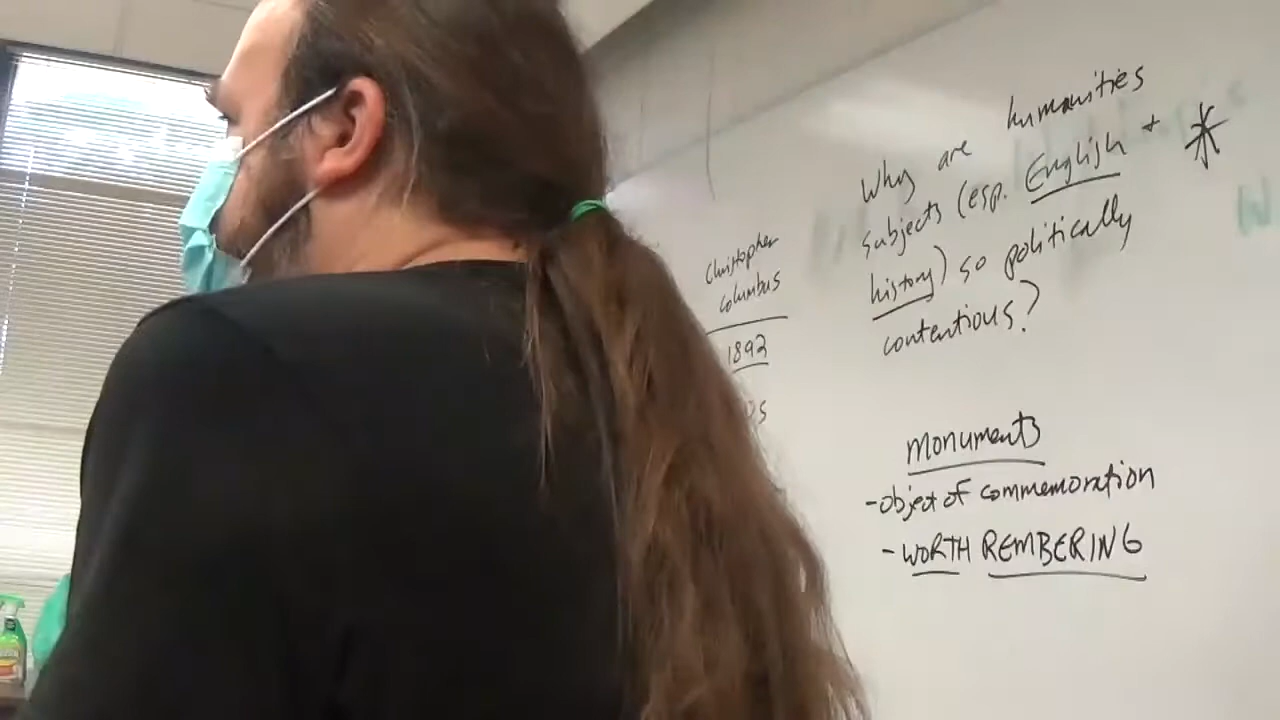 Christopher
Columbus
1892
Why are humanities
subjects (esp. English +
history) so politically
contentious?
monuments
-object of commemoration
-WORTH REMBERING